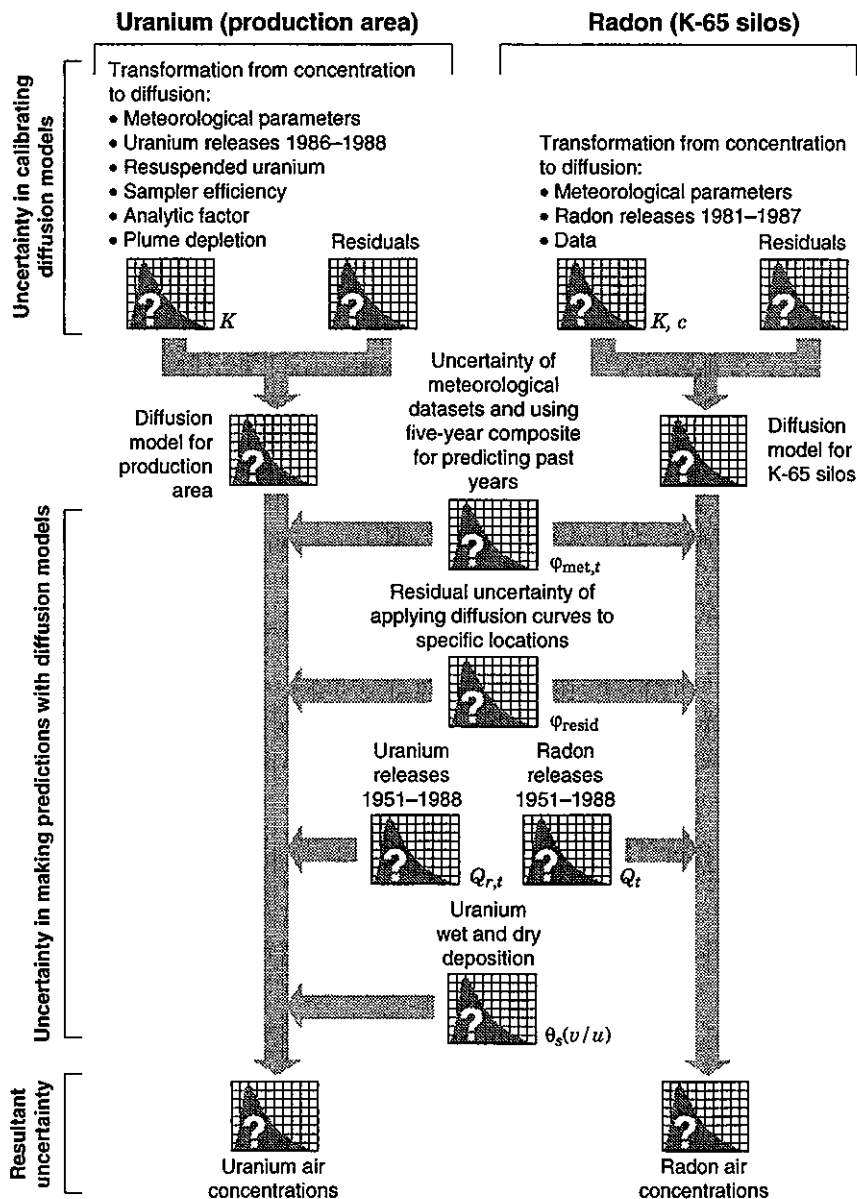 Uranium (production area)
Radon (K-65 silos)
Uncertainty in calibrating
diffusion models
Transformation from concentration
to diffusion:
• Meteorological parameters
• Uranium releases 1986–1988
• Resuspended uranium
• Sampler efficiency
• Analytic factor
• Plume depletion
Residuals
?
K
?
Transformation from concentration
to diffusion:
• Meteorological parameters
• Radon releases 1981–1987
• Data
Residuals
?
K, c
?
Diffusion
model for
production
area
?
Uncertainty of
meteorological
datasets and using
five-year composite
for predicting past
years
?
Diffusion
model for
K-65 silos
Uncertainty in making predictions with diffusion models
?
φmet,t
Residual uncertainty of
applying diffusion curves to
specific locations
?
φresid
Uranium
releases
1951–1988
?
Qr,t
Radon
releases
1951–1988
?
Qt
Uranium
wet and dry
deposition
?
θs(v/u)
Resultant
uncertainty
?
Uranium air
concentrations
?
Radon air
concentrations